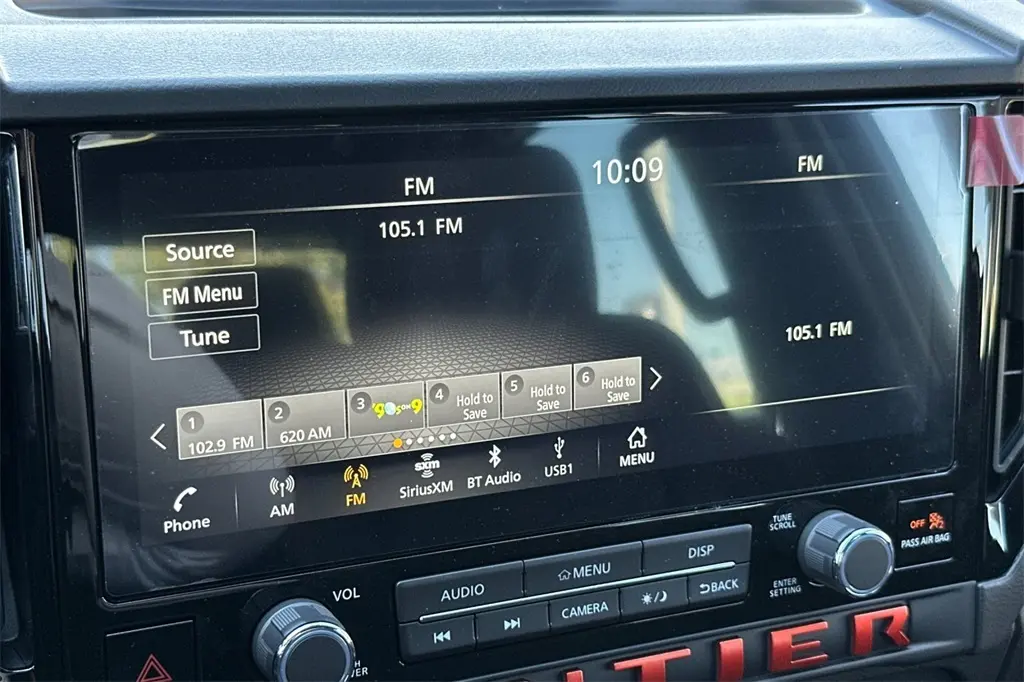 FM
10:09
FM
105.1 FM
Source
FM Menu
Tune
105.1 FM
1
102.9 FM
2
620 AM
3
'90s on 9
4
Hold to
Save
5
Hold to
Save
6
Hold to
Save
Phone
AM
FM
sxm
SiriusXM
BT Audio
USB1
MENU
TUNE
SCROLL
OFF
PASS AIR BAG
VOL
AUDIO
MENU
DISP
ENTER
SETTING
CAMERA
BACK
TIER